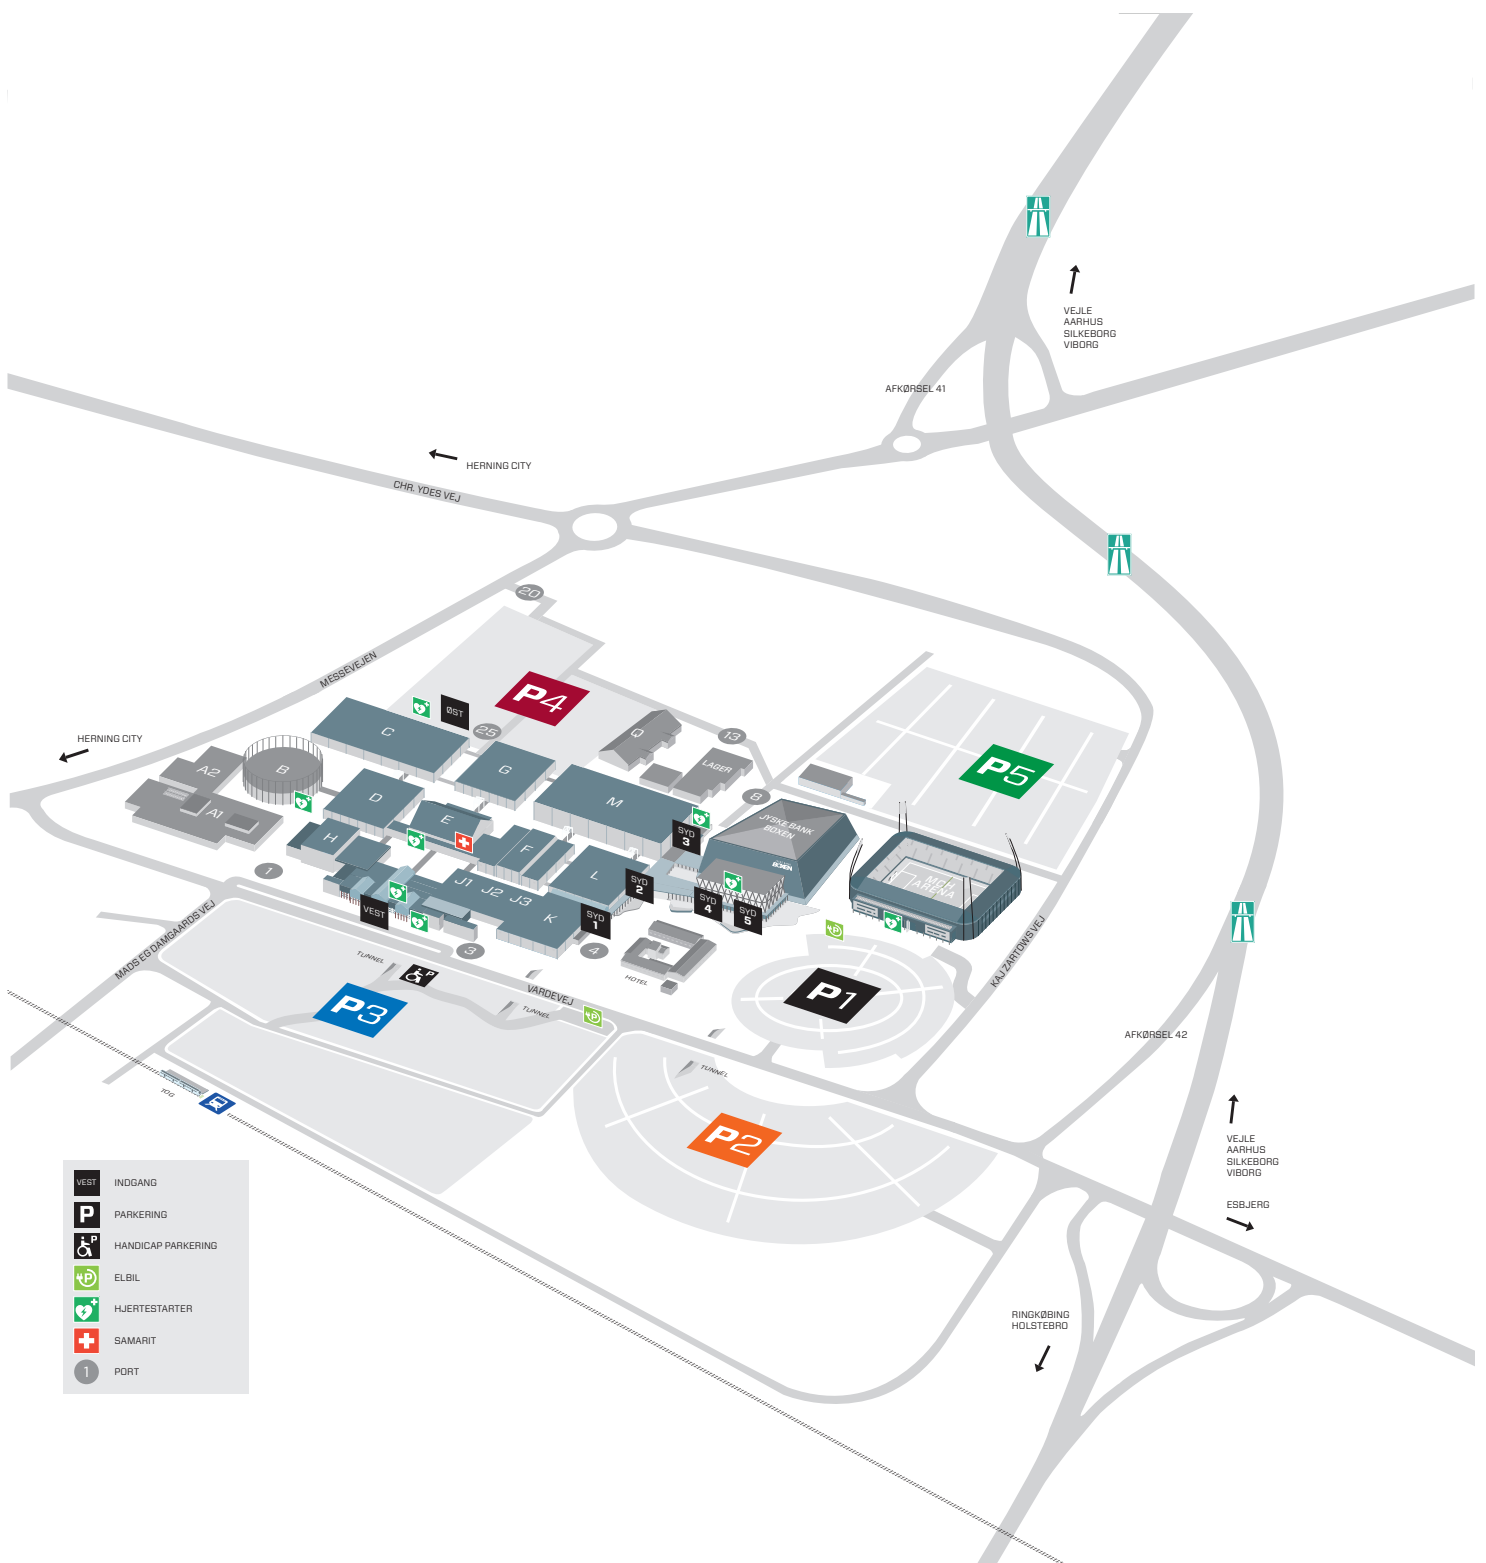 VEJLE
AARHUS
SILKEBORG
VIBORG
AFKØRSEL 41
HERNING CITY
CHR. YDES VEJ
20
MESSEVEJEN
P4
ØST
25
C
Q
13
HERNING CITY
G
LAGER
P5
A2
B
D
M
8
A1
E
JYSKE BANK
BOXEN
H
F
SYD
3
BOXEN
1
J1 J2 J3
L
SYD
2
MCH
ARENA
VEST
K
SYD
1
SYD
4
SYD
5
MADS EG DAMGAARDS VEJ
3
4
KAJ ZARTOWS VEJ
TUNNEL
P
HOTEL
VARDEVEJ
P1
P3
TUNNEL
AFKØRSEL 42
TUNNEL
TOG
P2
VEJLE
AARHUS
SILKEBORG
VIBORG
ESBJERG
RINGKØBING
HOLSTEBRO
VEST INDGANG
P PARKERING
P HANDICAP PARKERING
P ELBIL
HJERTESTARTER
SAMARIT
1 PORT